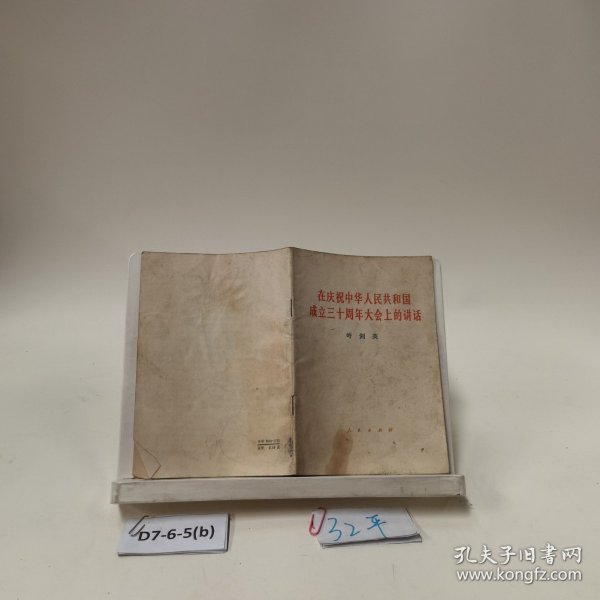 在庆祝中华人民共和国
成立三十周年大会上的讲话
叶剑英
人民出版社
D7-6-5(b)
32平
孔夫子旧书网
www.kongfz.com